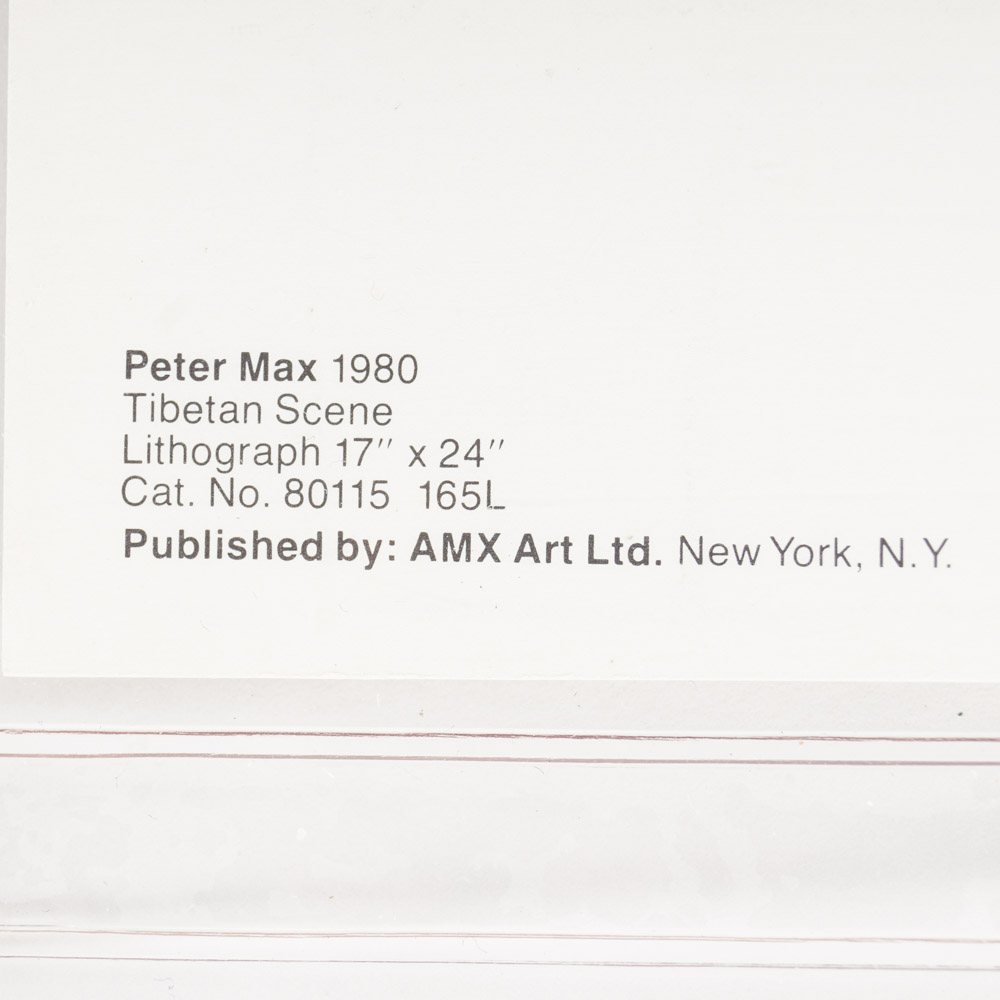 Peter Max 1980
Tibetan Scene
Lithograph 17" x 24"
Cat. No. 80115 165L
Published by: AMX Art Ltd. New York, N.Y.